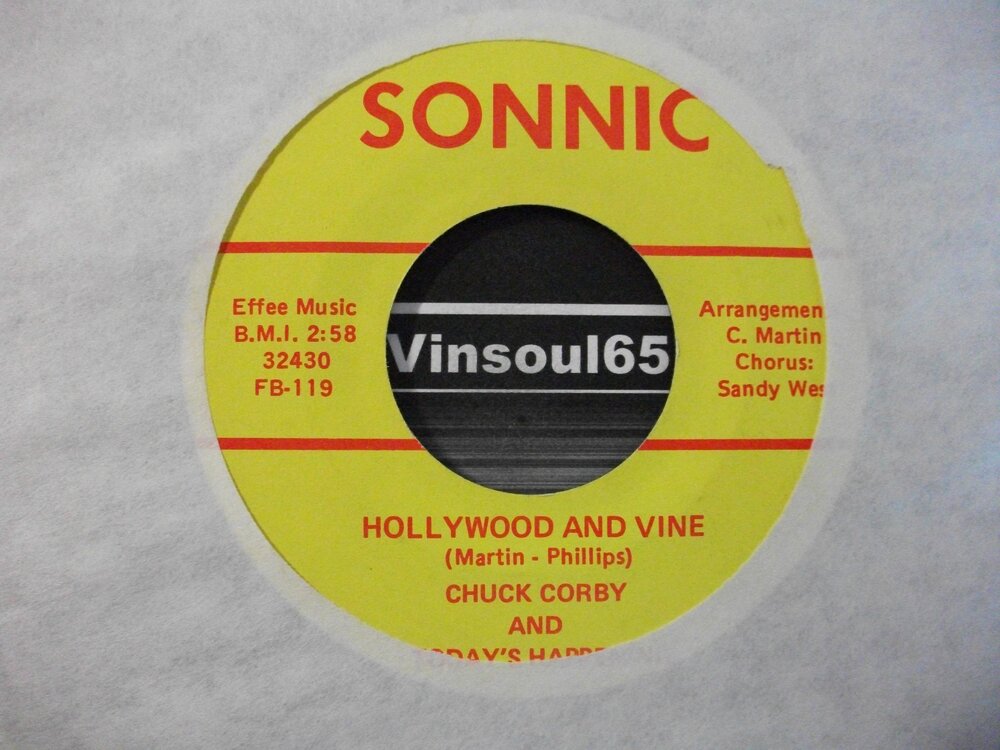 SONNIC
Effee Music
B.M.I. 2:58
32430
FB-119
Vinsoul65
Arrangemen
C. Martin
Chorus:
Sandy Wes
HOLLYWOOD AND VINE
(Martin - Phillips)
CHUCK CORBY
AND